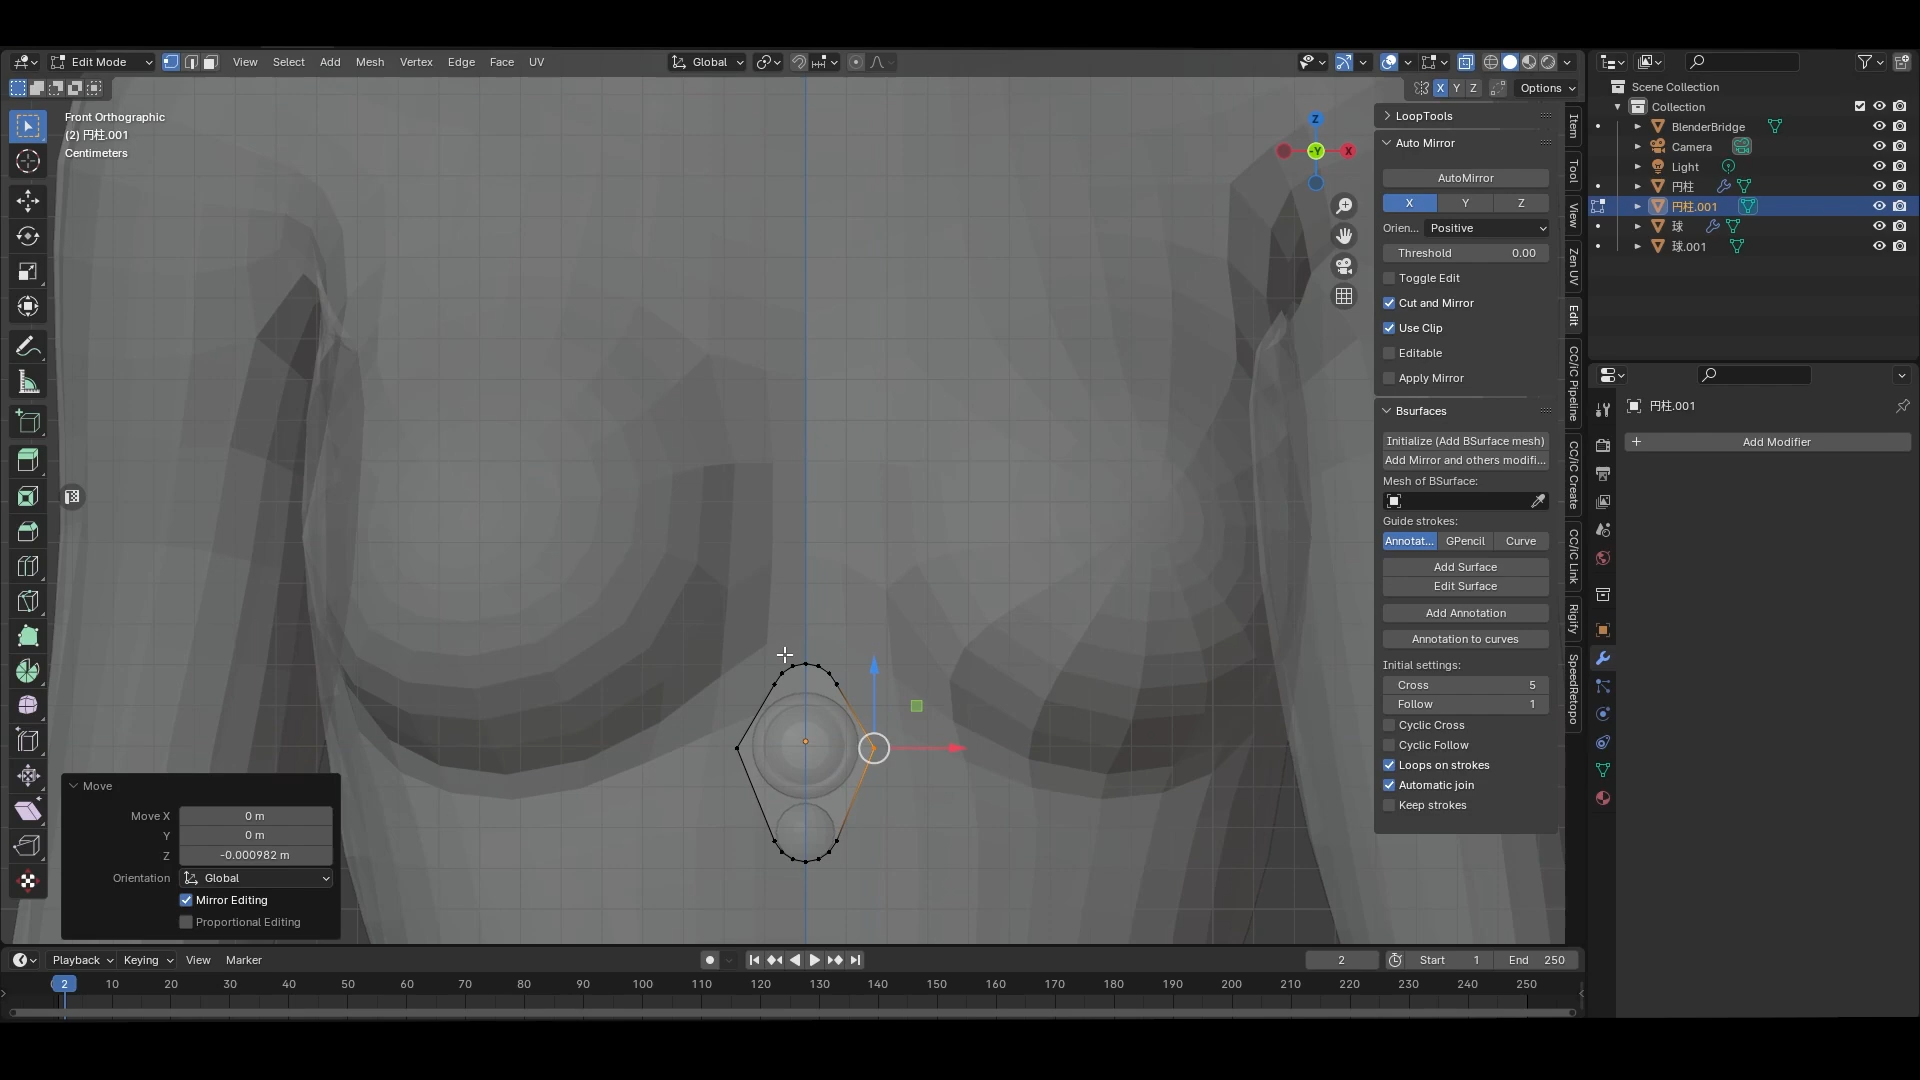 Edit Mode
View
Select
Add
Mesh
Vertex
Edge
Face
UV
Global
X
Y
Z
Options
Front Orthographic
(2) 円柱.001
Centimeters
Z
-Y
X
LoopTools
Auto Mirror
AutoMirror
X
Y
Z
Orien...
Positive
Threshold
0.00
Toggle Edit
Cut and Mirror
Use Clip
Editable
Apply Mirror
Bsurfaces
Initialize (Add BSurface mesh)
Add Mirror and others modifi...
Mesh of BSurface:
Guide strokes:
Annotat...
GPencil
Curve
Add Surface
Edit Surface
Add Annotation
Annotation to curves
Initial settings:
Cross
5
Follow
1
Cyclic Cross
Cyclic Follow
Loops on strokes
Automatic join
Keep strokes
Item
Tool
View
Zen UV
Edit
CC/iC Pipeline
CC/iC Create
CC/iC Link
Rigify
SpeedRetopo
Scene Collection
Collection
BlenderBridge
Camera
Light
円柱
円柱.001
球
球.001
円柱.001
Add Modifier
Move
Move X
0 m
Y
0 m
Z
-0.000982 m
Orientation
Global
Mirror Editing
Proportional Editing
Playback
Keying
View
Marker
2
Start
1
End
250
2
10
20
30
40
50
60
70
80
90
100
110
120
130
140
150
160
170
180
190
200
210
220
230
240
250